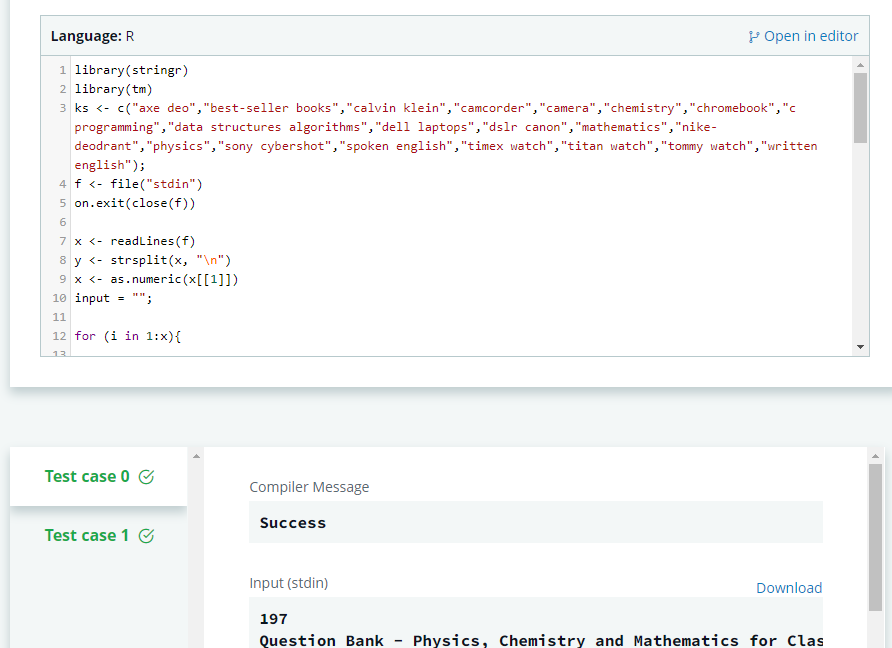 Language: R
Open in editor
1 library(stringr)
2 library(tm)
3 ks <- c("axe deo","best-seller books","calvin klein","camcorder","camera","chemistry","chromebook","c
programming","data structures algorithms","dell laptops","dslr canon","mathematics","nike-
deodrant","physics","sony cybershot","spoken english","timex watch","titan watch","tommy watch","written
english");
4 f <- file("stdin")
5 on.exit(close(f))
6
7 x <- readLines(f)
8 y <- strsplit(x, "\n")
9 x <- as.numeric(x[[1]])
10 input = "";
11
12 for (i in 1:x){
13
Test case 0
Test case 1
Compiler Message
Success
Input (stdin)
Download
197
Question Bank - Physics, Chemistry and Mathematics for Clas